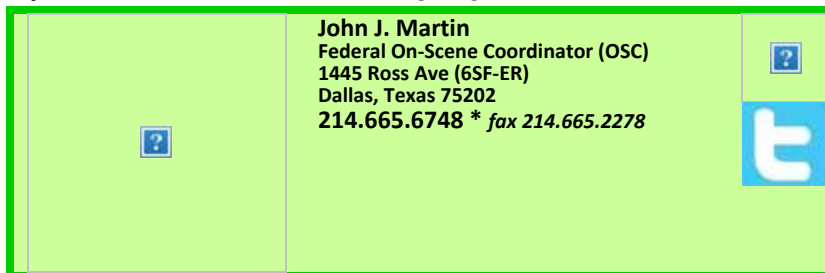 John J. Martin
Federal On-Scene Coordinator (OSC)
1445 Ross Ave (6SF-ER)
Dallas, Texas 75202
214.665.6748 * fax 214.665.2278